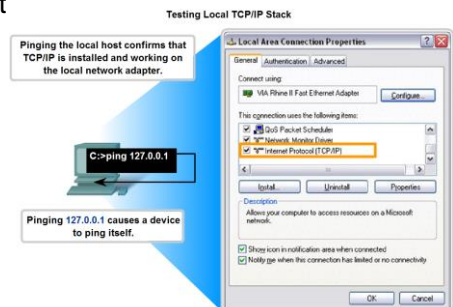 t
Testing Local TCP/IP Stack
Pinging the local host confirms that
TCP/IP is installed and working on
the local network adapter.
C:>ping 127.0.0.1
Pinging 127.0.0.1 causes a device
to ping itself.
Local Area Connection Properties
General Authentication Advanced
Connect using:
VIA Rhine II Fast Ethernet Adapter
Configure...
This connection uses the following items:
QoS Packet Scheduler
Network Monitor Driver
Internet Protocol (TCP/IP)
Install...
Uninstall
Properties
Description
Allows your computer to access resources on a Microsoft
network.
Show icon in notification area when connected
Notify me when this connection has limited or no connectivity
OK
Cancel